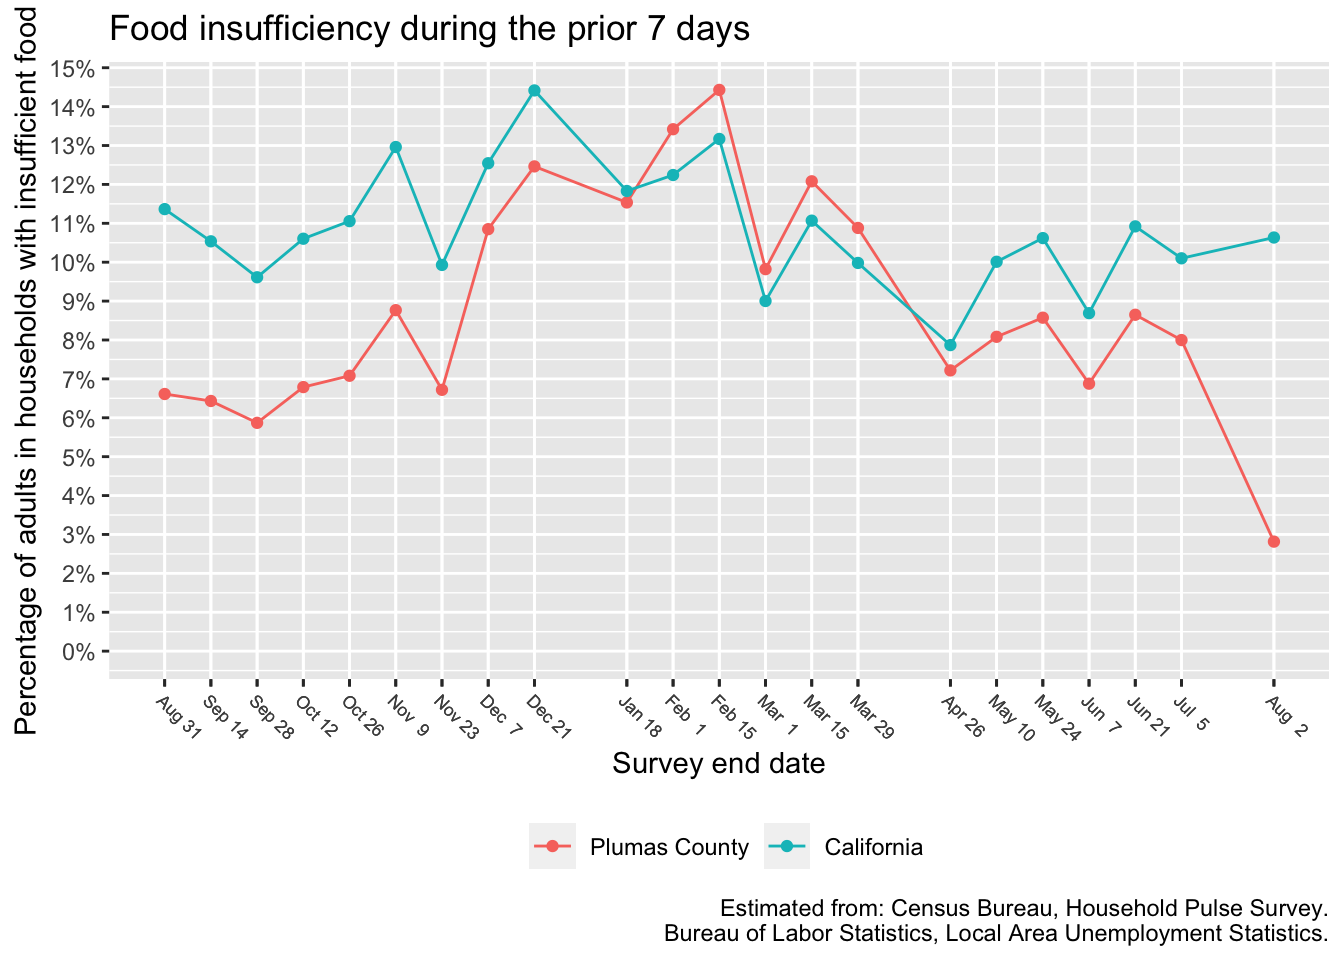 Food insufficiency during the prior 7 days
Percentage of adults in households with insufficient food
15%
14%
13%
12%
11%
10%
9%
8%
7%
6%
5%
4%
3%
2%
1%
0%
Aug 31
Sep 14
Sep 28
Oct 12
Oct 26
Nov 9
Nov 23
Dec 7
Dec 21
Jan 18
Feb 1
Feb 15
Mar 1
Mar 15
Mar 29
Apr 26
May 10
May 24
Jun 7
Jun 21
Jul 5
Aug 2
Survey end date
Plumas County
California
Estimated from: Census Bureau, Household Pulse Survey.
Bureau of Labor Statistics, Local Area Unemployment Statistics.